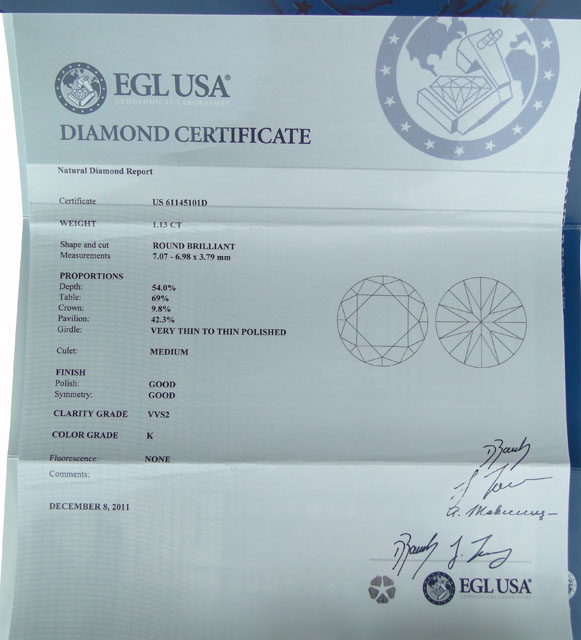 EGL USA®
GEMOLOGICAL LABORATORY
DIAMOND CERTIFICATE
Natural Diamond Report
Certificate US 61145101D
WEIGHT 1.13 CT
Shape and cut ROUND BRILLIANT
Measurements 7.07 - 6.98 x 3.79 mm
PROPORTIONS
Depth: 54.0%
Table: 69%
Crown: 9.8%
Pavilion: 42.3%
Girdle: VERY THIN TO THIN POLISHED
Culet: MEDIUM
FINISH
Polish: GOOD
Symmetry: GOOD
CLARITY GRADE VVS2
COLOR GRADE K
Fluorescence: NONE
Comments:
DECEMBER 8, 2011
EGL USA®
GEMOLOGICAL LABORATORY